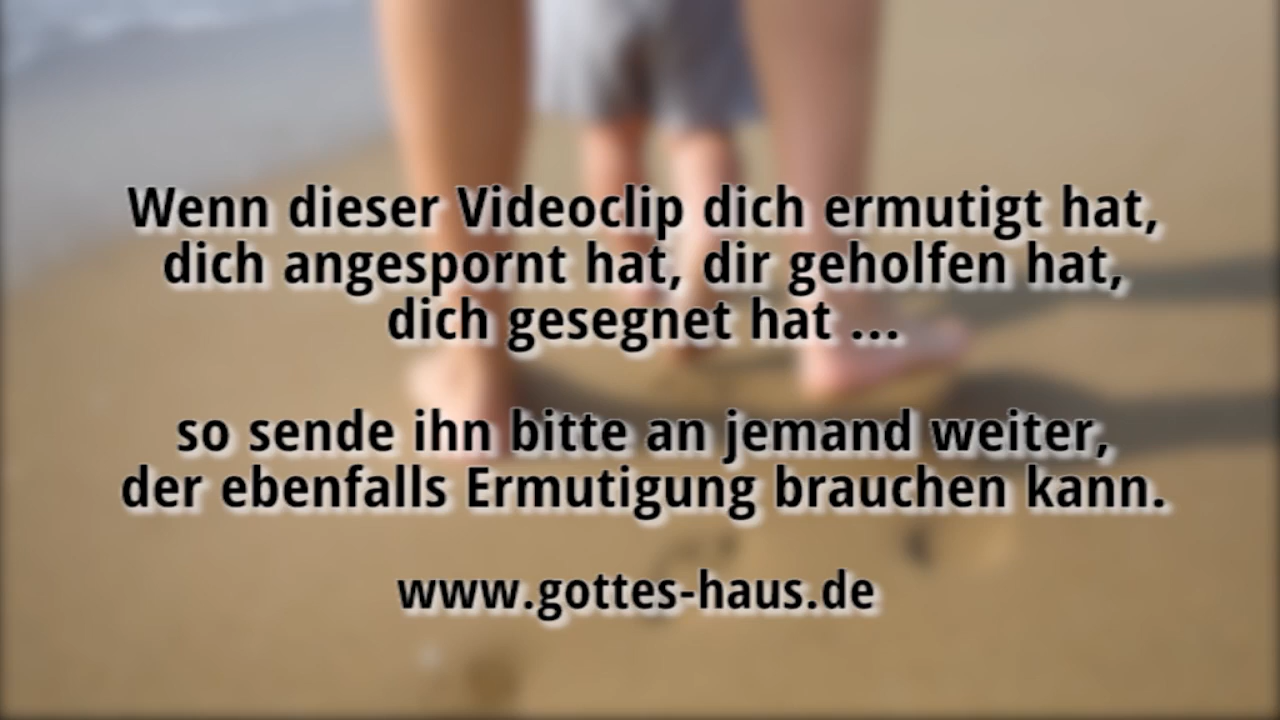 Wenn dieser Videoclip dich ermutigt hat,
dich angespornt hat, dir geholfen hat,
dich gesegnet hat ...
so sende ihn bitte an jemand weiter,
der ebenfalls Ermutigung brauchen kann.
www.gottes-haus.de